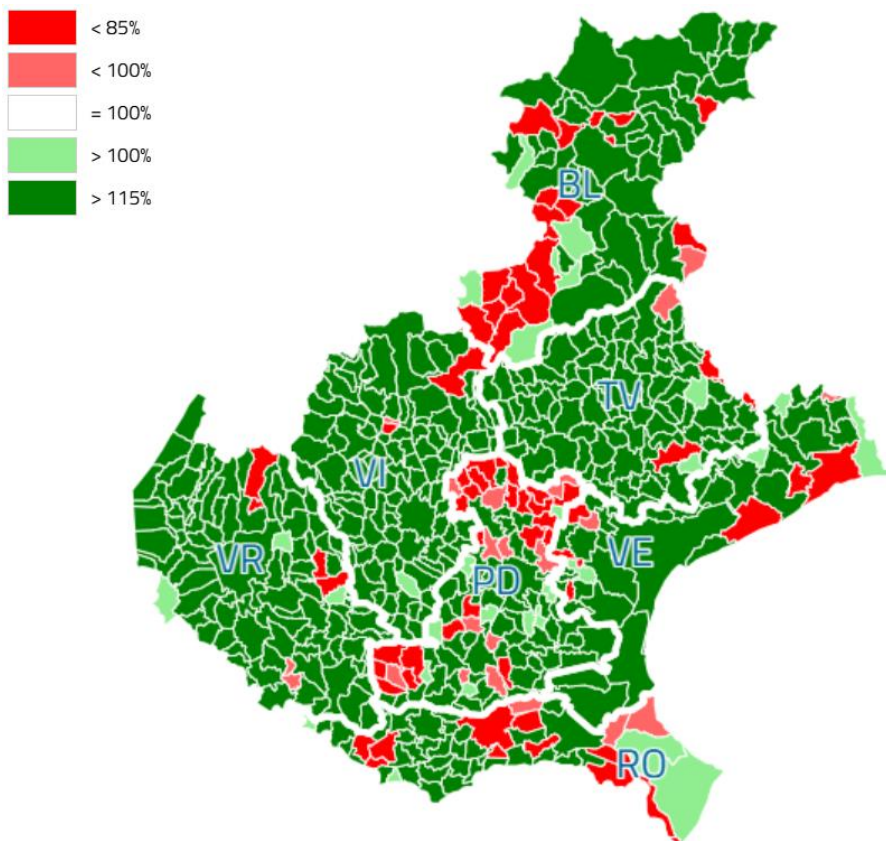 < 85%
< 100%
= 100%
> 100%
> 115%
BL
TV
VI
VR
VE
PD
RO